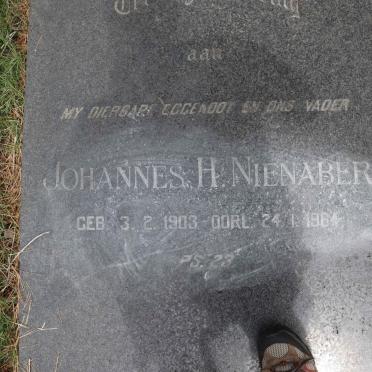 aan
MY DIERBARE EGGENOOT EN ONS VADER
JOHANNES. H. NIENABER
GEB. 3. 2. 1903 OORL. 24. 1. 1964
PS. 23